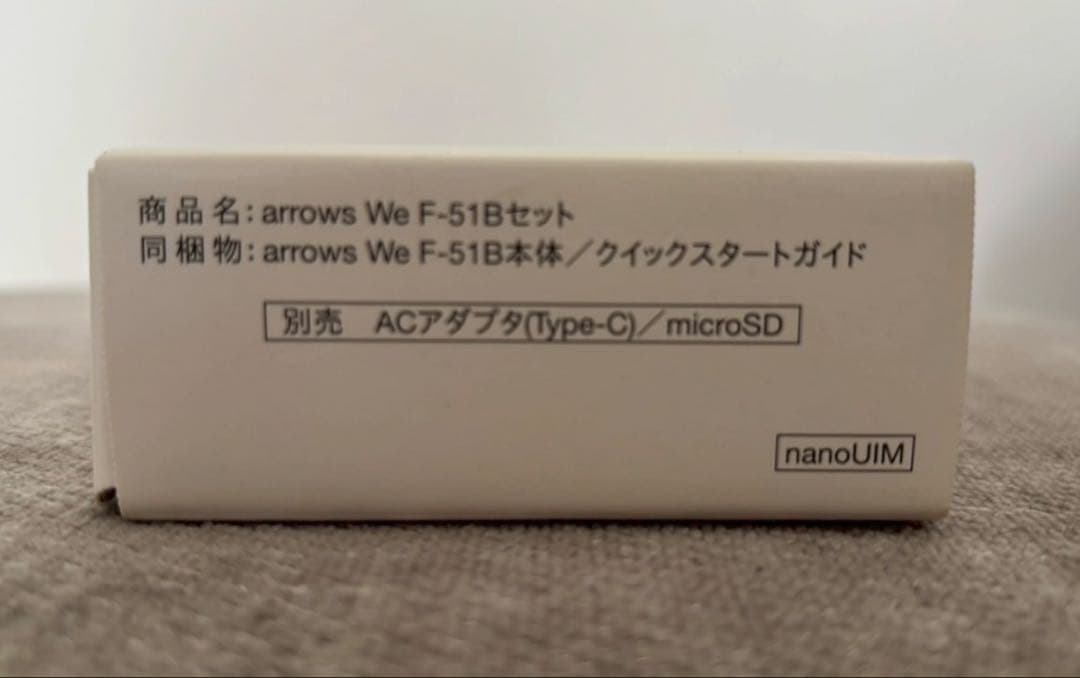 商品名：arrows We F-51Bセット
同梱物：arrows We F-51B本体／クイックスタートガイド
別売　ACアダプタ(Type-C)／microSD
nanoUIM